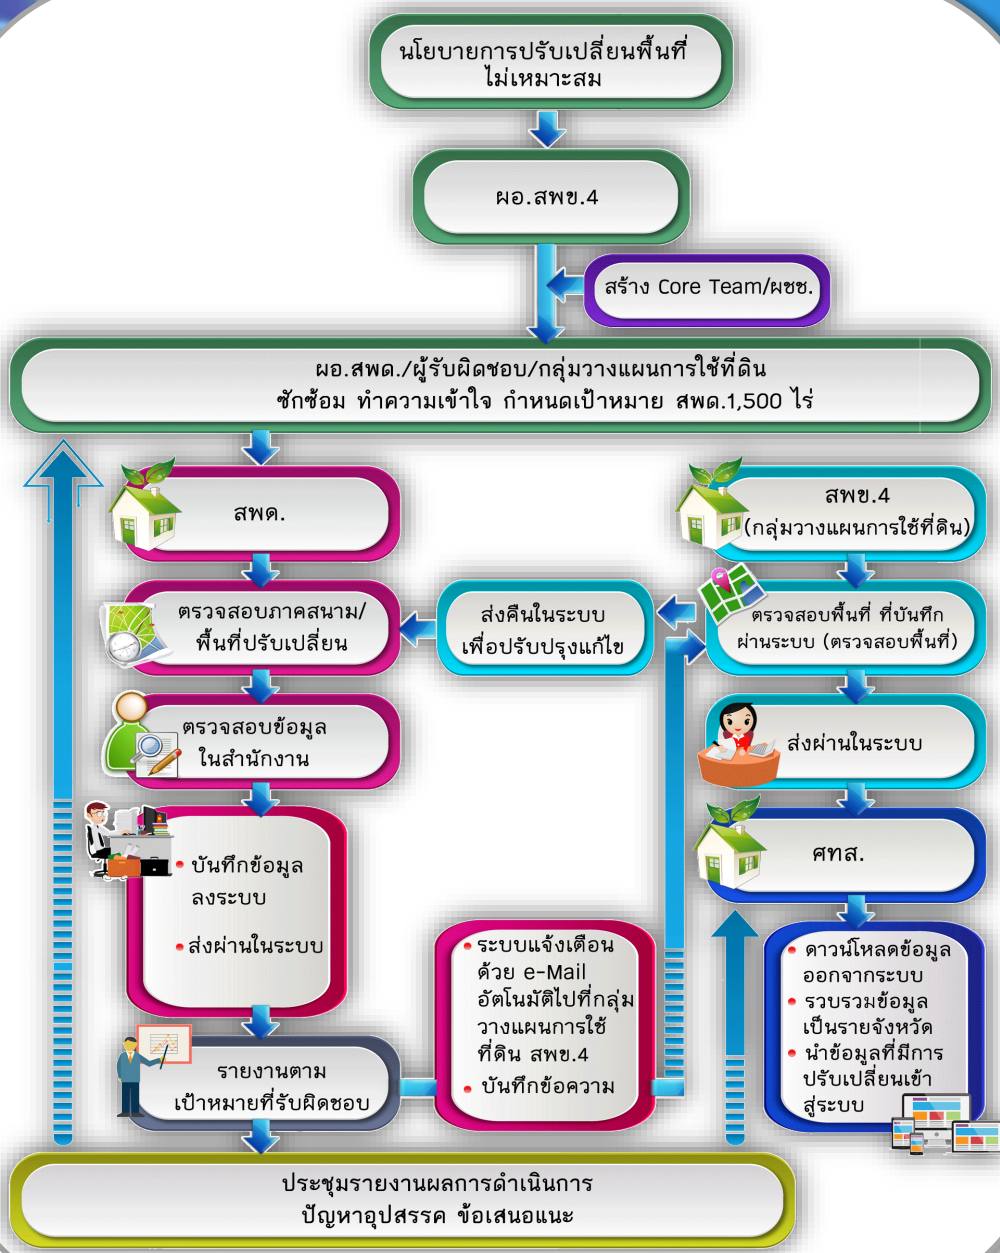 นโยบายการปรับเปลี่ยนพื้นที่
ไม่เหมาะสม
ผอ.สพข.4
สร้าง Core Team/ผชช.
ผอ.สพด./ผู้รับผิดชอบ/กลุ่มวางแผนการใช้ที่ดิน
ซักซ้อม ทำความเข้าใจ กำหนดเป้าหมาย สพด.1,500 ไร่
สพด.
ตรวจสอบภาคสนาม/
พื้นที่ปรับเปลี่ยน
ตรวจสอบข้อมูล
ในสำนักงาน
• บันทึกข้อมูล
ลงระบบ
• ส่งผ่านในระบบ
รายงานตาม
เป้าหมายที่รับผิดชอบ
• ระบบแจ้งเตือน
ด้วย e-Mail
อัตโนมัติไปที่กลุ่ม
วางแผนการใช้
ที่ดิน สพข.4
• บันทึกข้อความ
สพข.4
(กลุ่มวางแผนการใช้ที่ดิน)
ตรวจสอบพื้นที่ ที่บันทึก
ผ่านระบบ (ตรวจสอบพื้นที่)
ส่งคืนในระบบ
เพื่อปรับปรุงแก้ไข
ส่งผ่านในระบบ
ศทส.
• ดาวน์โหลดข้อมูล
ออกจากระบบ
• รวบรวมข้อมูล
เป็นรายจังหวัด
• นำข้อมูลที่มีการ
ปรับเปลี่ยนเข้า
สู่ระบบ
ประชุมรายงานผลการดำเนินการ
ปัญหาอุปสรรค ข้อเสนอแนะ